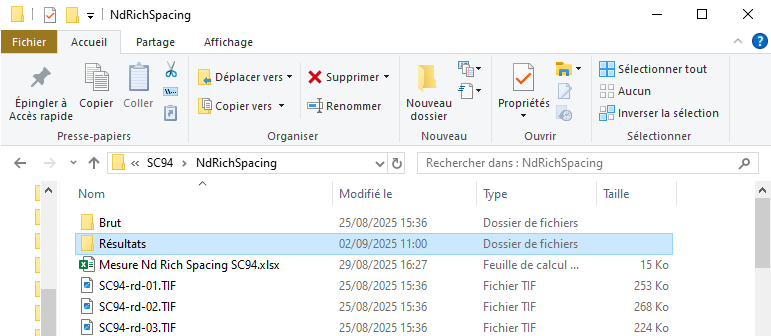 NdRichSpacing
Fichier Accueil Partage Affichage
Épingler à Accès rapide
Copier
Coller
Presse-papiers
Déplacer vers
Copier vers
Supprimer
Renommer
Organiser
Nouveau dossier
Nouveau
Propriétés
Ouvrir
Sélectionner tout
Aucun
Inverser la sélection
Sélectionner
SC94 NdRichSpacing
Rechercher dans : NdRichSpacing
Nom Modifié le Type Taille
Brut 25/08/2025 15:36 Dossier de fichiers
Résultats 02/09/2025 11:00 Dossier de fichiers
Mesure Nd Rich Spacing SC94.xlsx 29/08/2025 16:27 Feuille de calcul ... 15 Ko
SC94-rd-01.TIF 25/08/2025 15:36 Fichier TIF 253 Ko
SC94-rd-02.TIF 25/08/2025 15:36 Fichier TIF 268 Ko
SC94-rd-03.TIF 25/08/2025 15:36 Fichier TIF 224 Ko